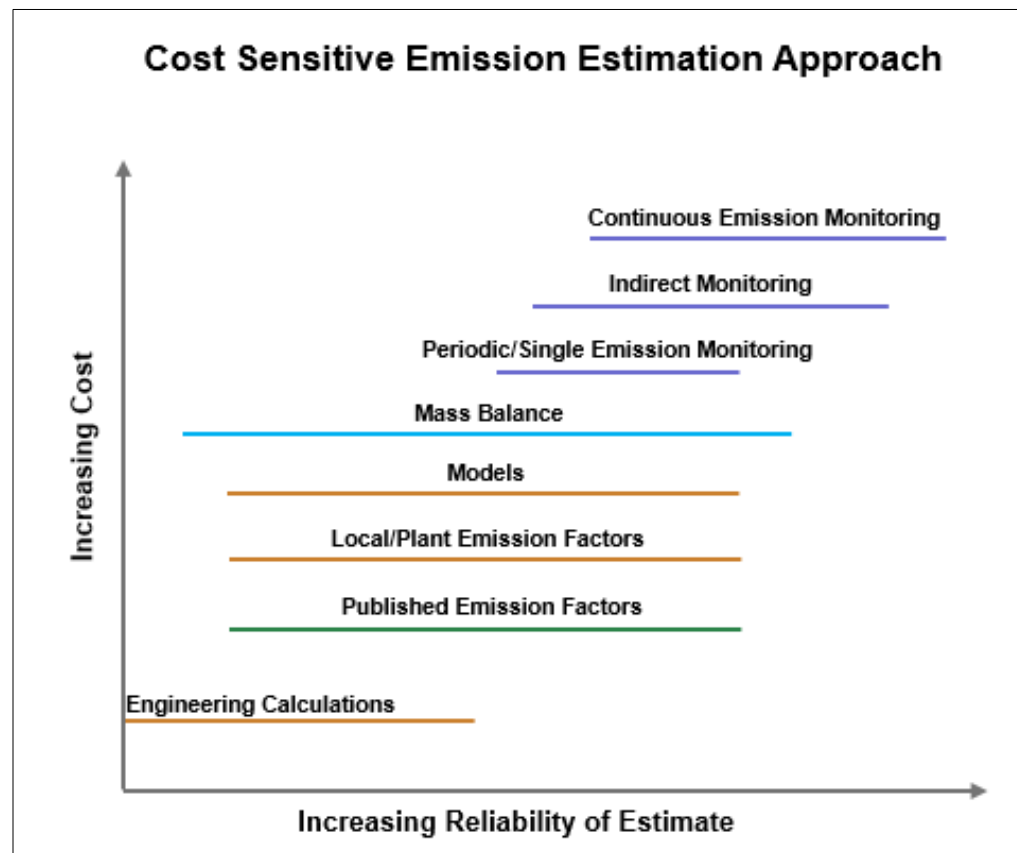 Cost Sensitive Emission Estimation Approach
Continuous Emission Monitoring
Indirect Monitoring
Periodic/Single Emission Monitoring
Mass Balance
Models
Local/Plant Emission Factors
Published Emission Factors
Engineering Calculations
Increasing Cost
Increasing Reliability of Estimate